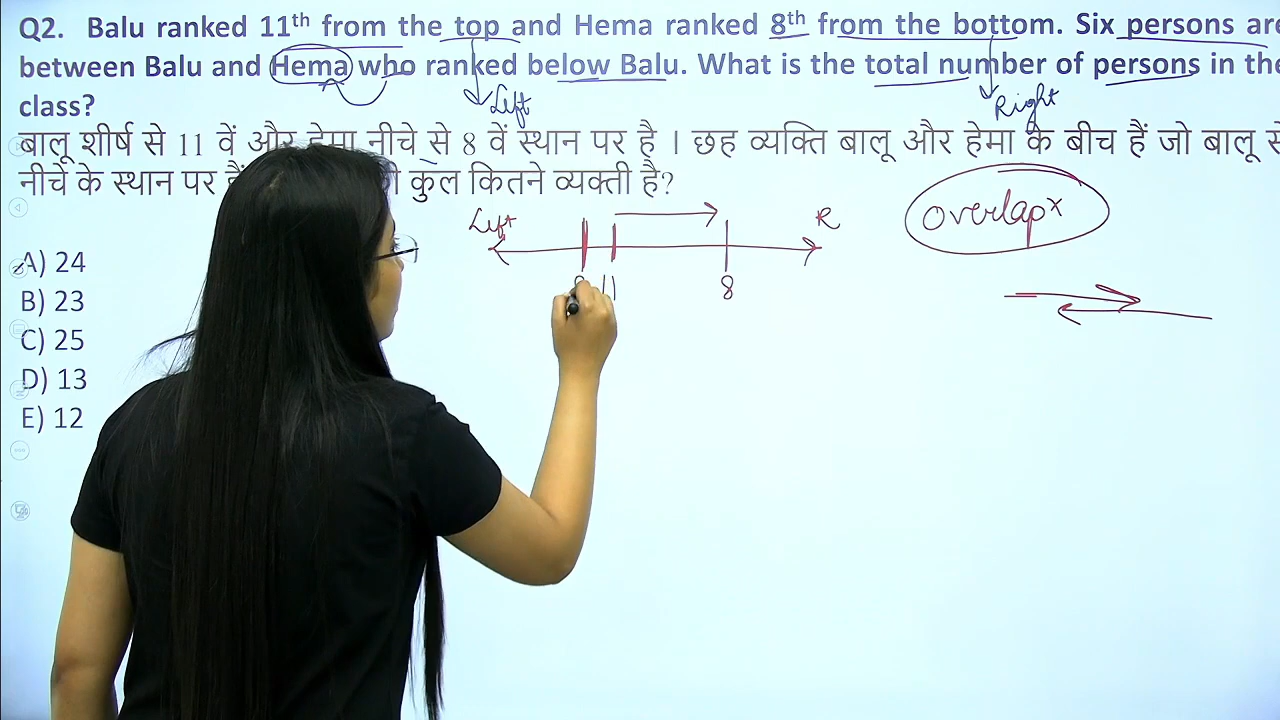 Q2. Balu ranked 11th from the top and Hema ranked 8th from the bottom. Six persons are
between Balu and Hema who ranked below Balu. What is the total number of persons in the
class?
Left
Right
बालू शीर्ष से 11 वें और हेमा नीचे से 8 वें स्थान पर है । छह व्यक्ति बालू और हेमा के बीच हैं जो बालू से
नीचे के स्थान पर कुल कितने व्यक्ती है?
Left
R
overlap x
A) 24
B) 23
C) 25
D) 13
E) 12
11
8